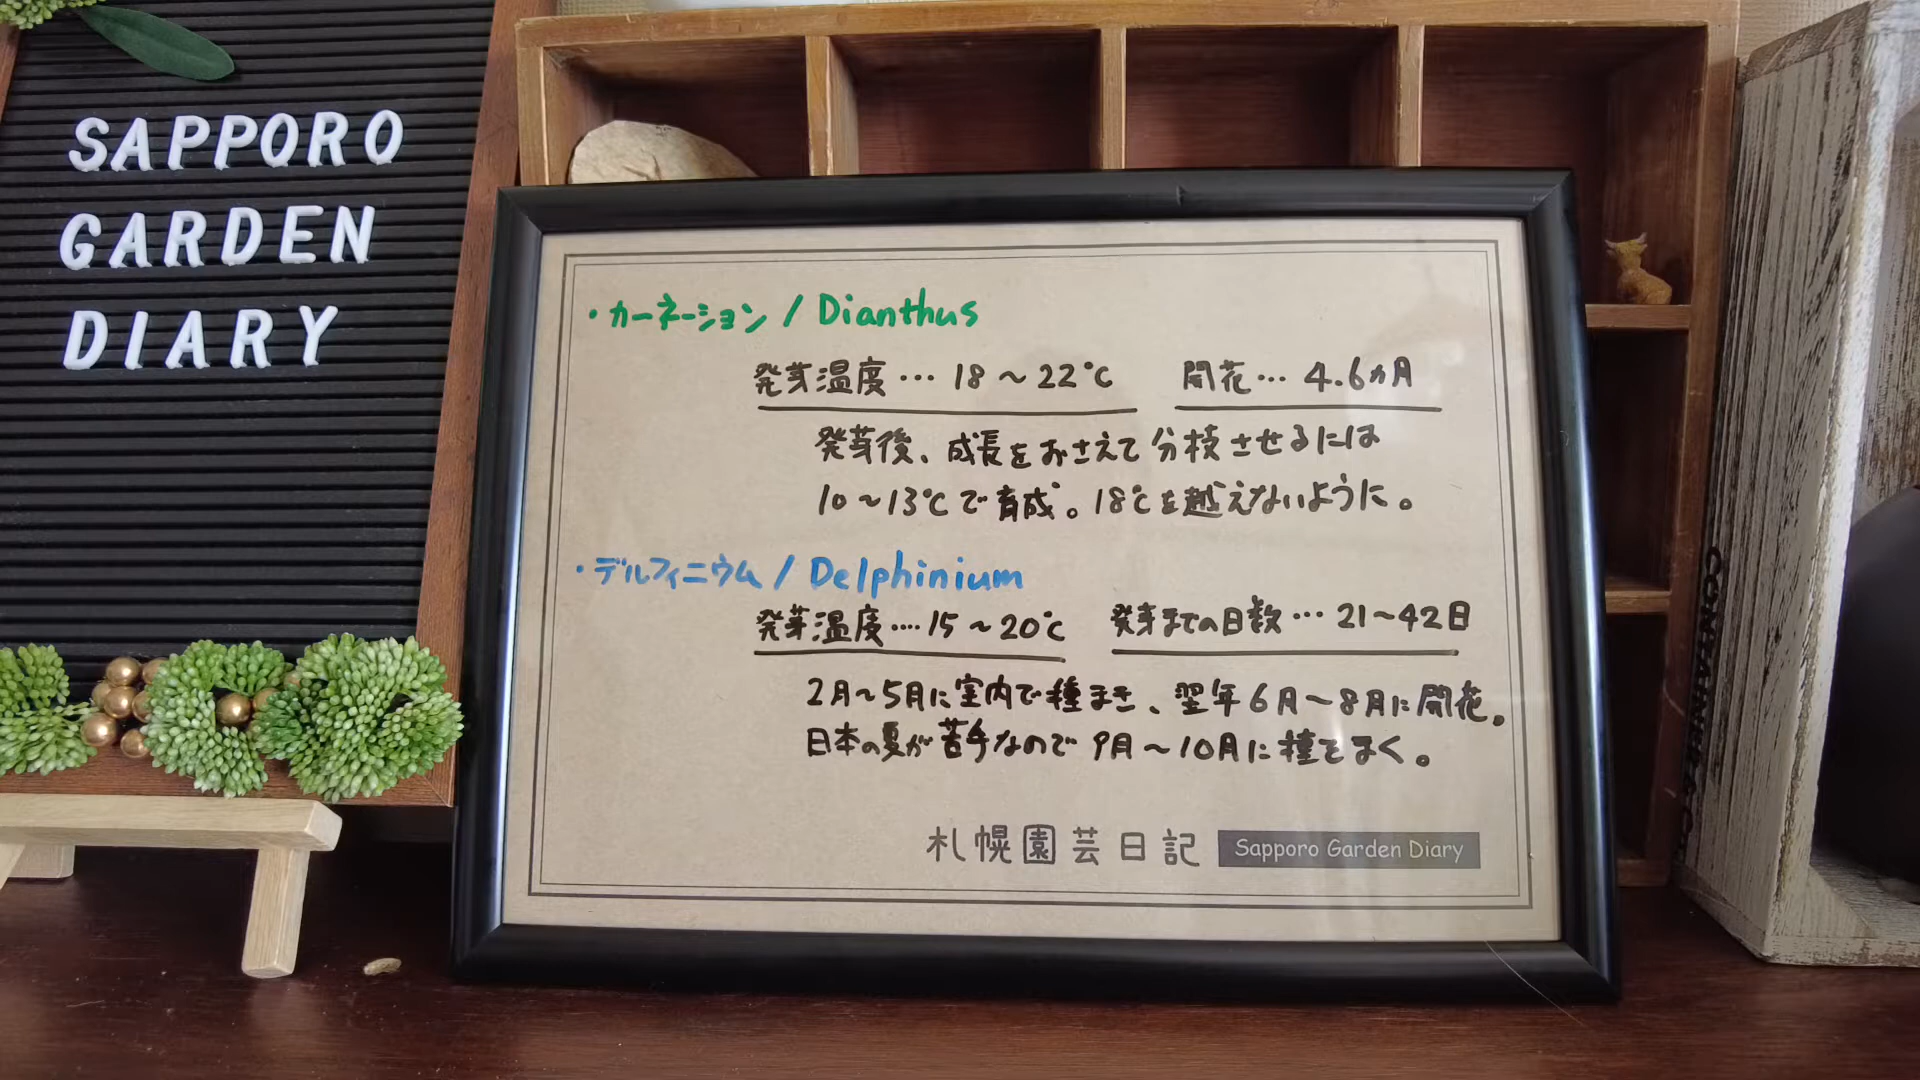 SAPPORO
GARDEN
DIARY
・カーネーション / Dianthus
発芽温度… 18～22℃ 開花… 4.6ヵ月
発芽後、成長をおさえて分枝させるには
10～13℃で育成。18℃を越えないように。
・デルフィニウム / Delphinium
発芽温度‥‥15～20℃ 発芽までの日数… 21～42日
2月～5月に室内で種まき、翌年6月～8月に開花。
日本の夏が苦手なので 9月～10月に種をまく。
札幌園芸日記 Sapporo Garden Diary